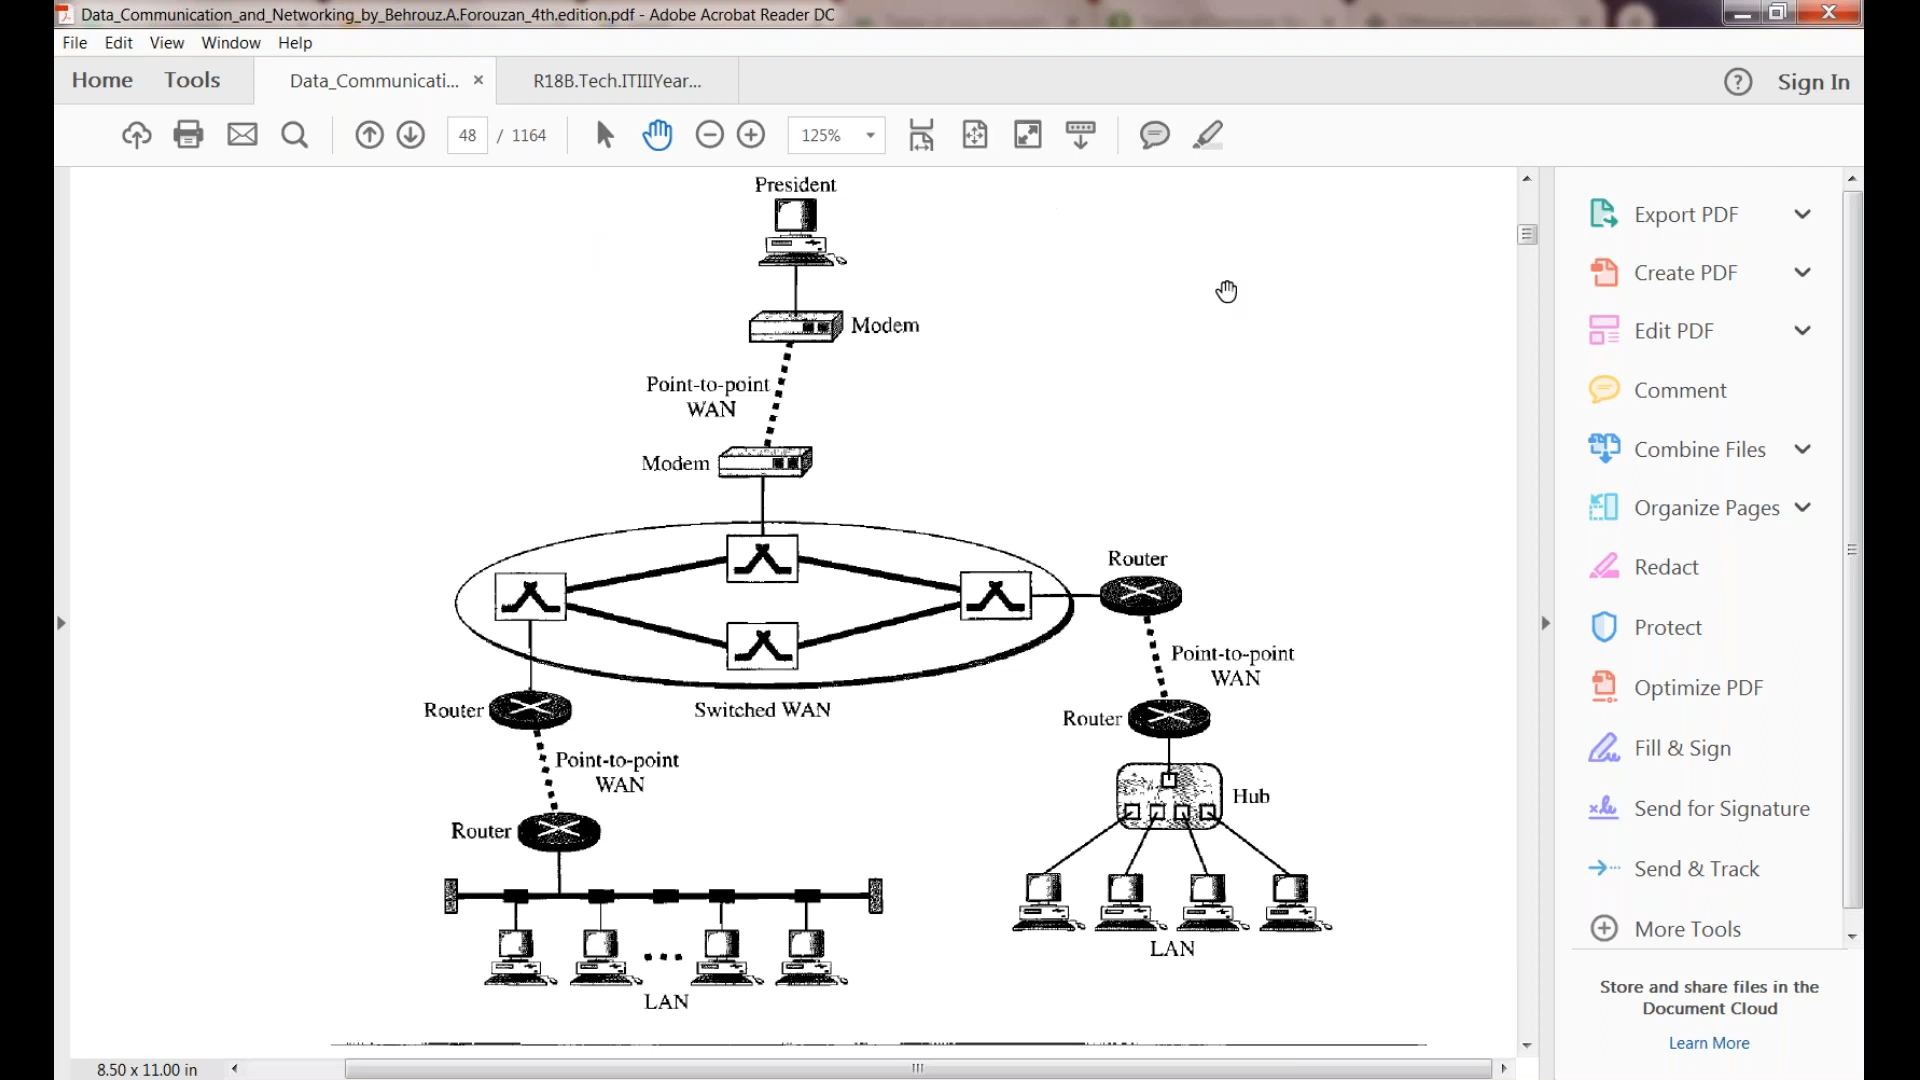 Data_Communication_and_Networking_by_Behrouz.A.Forouzan_4th.edition.pdf - Adobe Acrobat Reader DC
File Edit View Window Help
Home Tools Data_Communicati... × R18B.Tech.ITIIIYear... Sign In
48 / 1164 125%
President
Modem
Point-to-point
WAN
Modem
Router
Point-to-point
WAN
Router
Switched WAN
Router
Point-to-point
WAN
Router
Hub
LAN
LAN
Export PDF
Create PDF
Edit PDF
Comment
Combine Files
Organize Pages
Redact
Protect
Optimize PDF
Fill & Sign
Send for Signature
Send & Track
More Tools
Store and share files in the
Document Cloud
Learn More
8.50 x 11.00 in